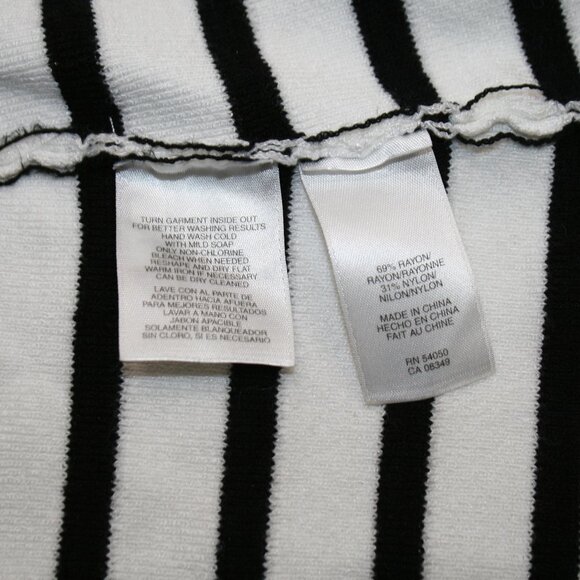 TURN GARMENT INSIDE OUT
FOR BETTER WASHING RESULTS
HAND WASH COLD
WITH MILD SOAP
ONLY NON-CHLORINE
BLEACH WHEN NEEDED
RESHAPE AND DRY FLAT
WARM IRON IF NECESSARY
CAN BE DRY CLEANED
LAVE CON AL PARTE DE
ADENTRO HACIA AFUERA
PARA MEJORES RESULTADOS
LAVAR A MANO CON
JABON APACIBLE
SOLAMENTE BLANQUEADOR
SIN CLORO, SI ES NECESARIO
69% RAYON/
RAYON/RAYONNE
31% NYLON/
NILON/NYLON
MADE IN CHINA
HECHO EN CHINA
FAIT AU CHINE
RN 54050
CA 08349